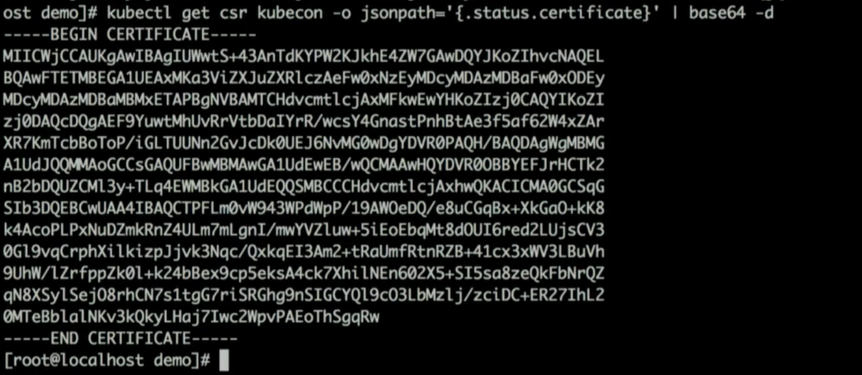 ost demo]# kubectl get csr kubecon -o jsonpath='{.status.certificate}' | base64 -d
-----BEGIN CERTIFICATE-----
MIICWjCCAUKgAwIBAgIUWwtS+43AnTdKYPW2KJkhE4ZW7GAwDQYJKoZIhvcNAQEL
BQAwFTETMBEGA1UEAxMKa3ViZXJuZXRlczAeFw0xNzEyMDcyMDAzMDBaFw0xODEy
MDcyMDAzMDBaMBMxETAPBgNVBAMTCHdvcmtlcjAxMFkwEwYHKoZIzj0CAQYIKoZI
zj0DAQcDQgAEF9YuwtMhUvRrVtbDaIYrR/wcsY4GnastPnhBtAe3f5af62W4xZAr
XR7KmTcbBoToP/iGLTUUNn2GvJcDk0UEJ6NvMG0wDgYDVR0PAQH/BAQDAgWgMBMG
A1UdJQQMMAoGCCsGAQUFBwMBMAwGA1UdEwEB/wQCMAAwHQYDVR0OBBYEFJrHCTk2
nB2bDQUZCMl3y+TLq4EWMBkGA1UdEQQSMBCCCHdvcmtlcjAxhwQKACICMA0GCSqG
SIb3DQEBCwUAA4IBAQCTPFLm0vW943WPdWpP/19AWOeDQ/e8uCGqBx+XkGaO+kK8
k4AcoPLPxNuDZmkRnZ4ULm7mLgnI/mwYVZluw+5iEoEbqMt8dOUI6red2LUjsCV3
0Gl9vqCrphXilkizpJjvk3Nqc/QxkqEI3Am2+tRaUmfRtnRZB+41cx3xWV3LBuVh
9UhW/lZrfppZk0l+k24bBex9cp5eksA4ck7XhilNEn602X5+SI5sa8zeQkFbNrQZ
qN8XSylSejO8rhCN7s1tgG7riSRGhg9nSIGCYQl9cO3LbMzlj/zciDC+ER27IhL2
0MTeBblalNKv3kQkyLHaj7Iwc2WpvPAEoThSgqRw
-----END CERTIFICATE-----
[root@localhost demo]#